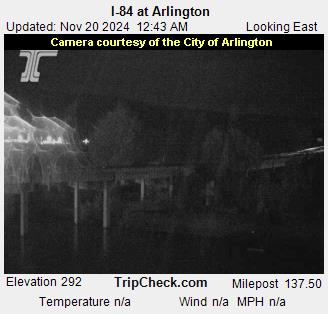 I-84 at Arlington
Updated: Nov 20 2024 12:43 AM Looking East
Camera courtesy of the City of Arlington
Elevation 292 TripCheck.com Milepost 137.50
Temperature n/a Wind n/a MPH n/a